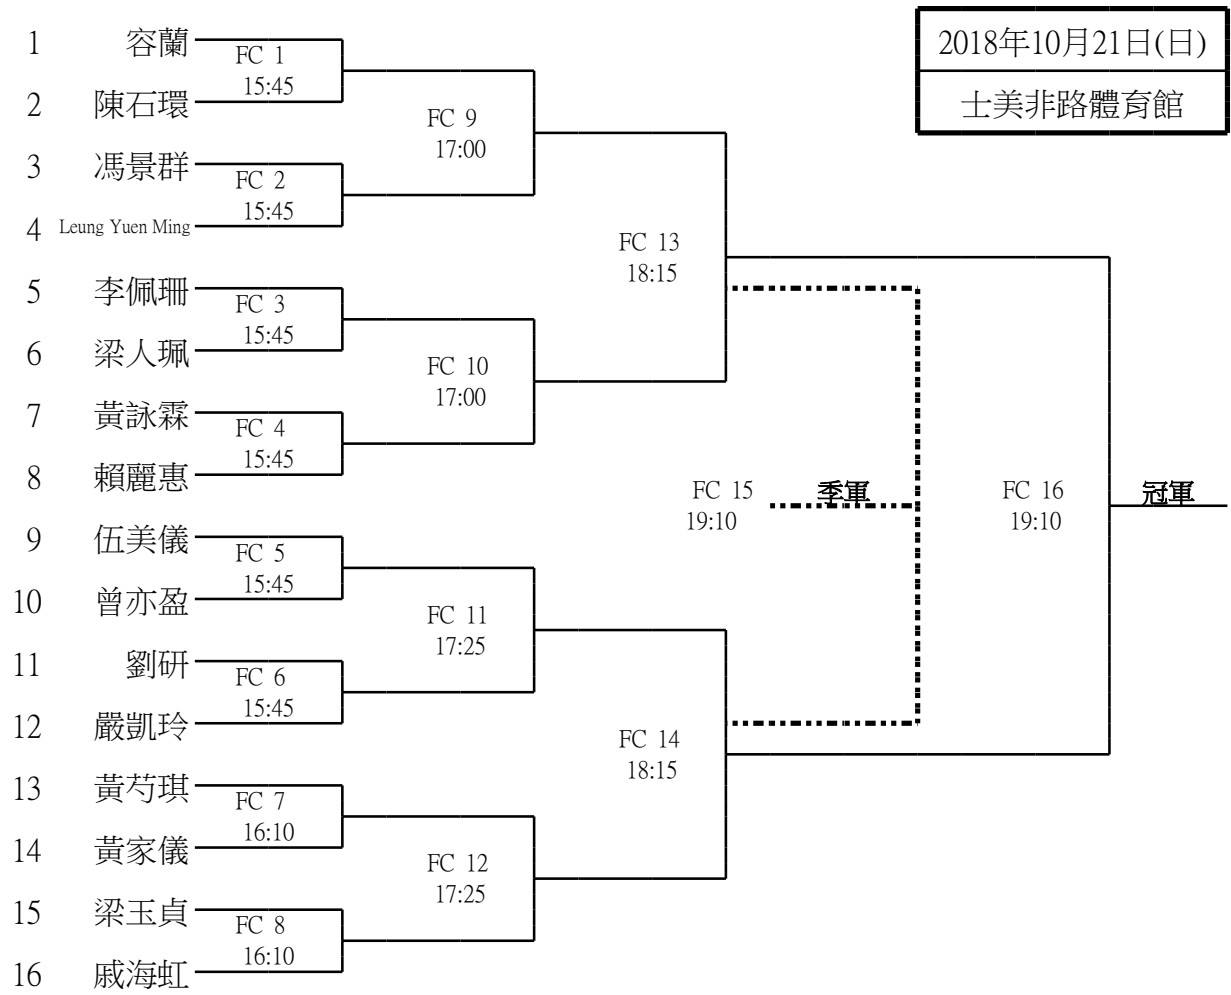 2018年10月21日(日)
士美非路體育館
1 容蘭
FC 1
15:45
2 陳石環
FC 9
17:00
3 馮景群
FC 2
15:45
4 Leung Yuen Ming
FC 13
18:15
5 李佩珊
FC 3
15:45
6 梁人珮
FC 10
17:00
7 黃詠霖
FC 4
15:45
8 賴麗惠
FC 15 季軍
19:10
FC 16 冠軍
19:10
9 伍美儀
FC 5
15:45
10 曾亦盈
FC 11
17:25
11 劉研
FC 6
15:45
12 嚴凱玲
FC 14
18:15
13 黃芍琪
FC 7
16:10
14 黃家儀
FC 12
17:25
15 梁玉貞
FC 8
16:10
16 戚海虹